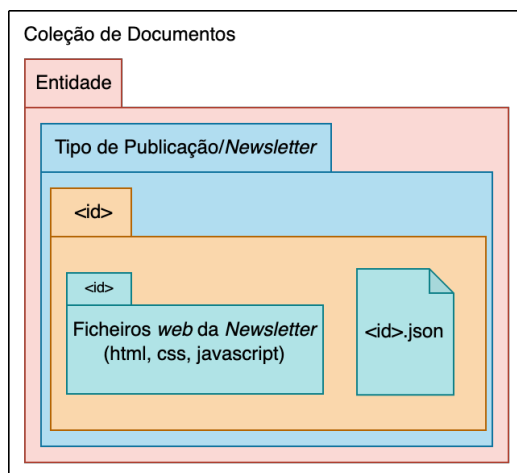 Coleção de Documentos
Entidade
Tipo de Publicação/Newsletter
<id>
<id>
Ficheiros web da Newsletter
(html, css, javascript)
<id>.json